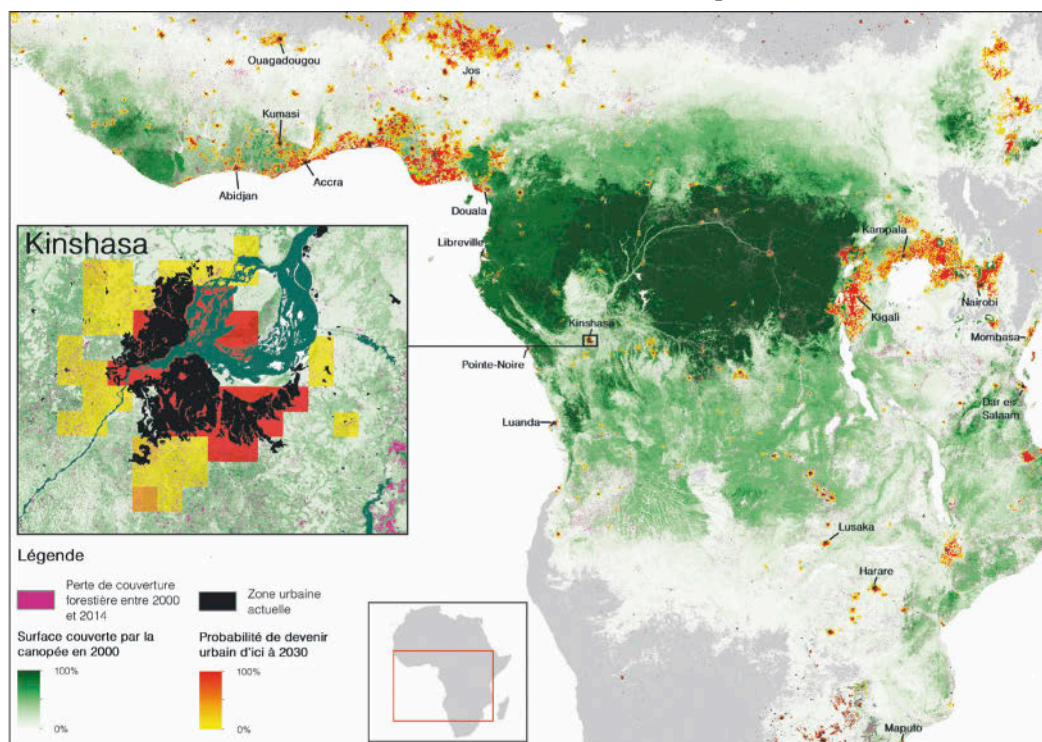 Ouagadougou
Jos
Kumasi
Abidjan
Accra
Douala
Libreville
Kampala
Nairobi
Kigali
Mombasa
Kinshasa
Kinshasa
Pointe-Noire
Dar es
Salaam
Luanda
Lusaka
Harare
Maputo
Légende
Perte de couverture
forestière entre 2000
et 2014
Zone urbaine
actuelle
Surface couverte par la
canopée en 2000
100%
0%
Probabilité de devenir
urbain d'ici à 2030
100%
0%